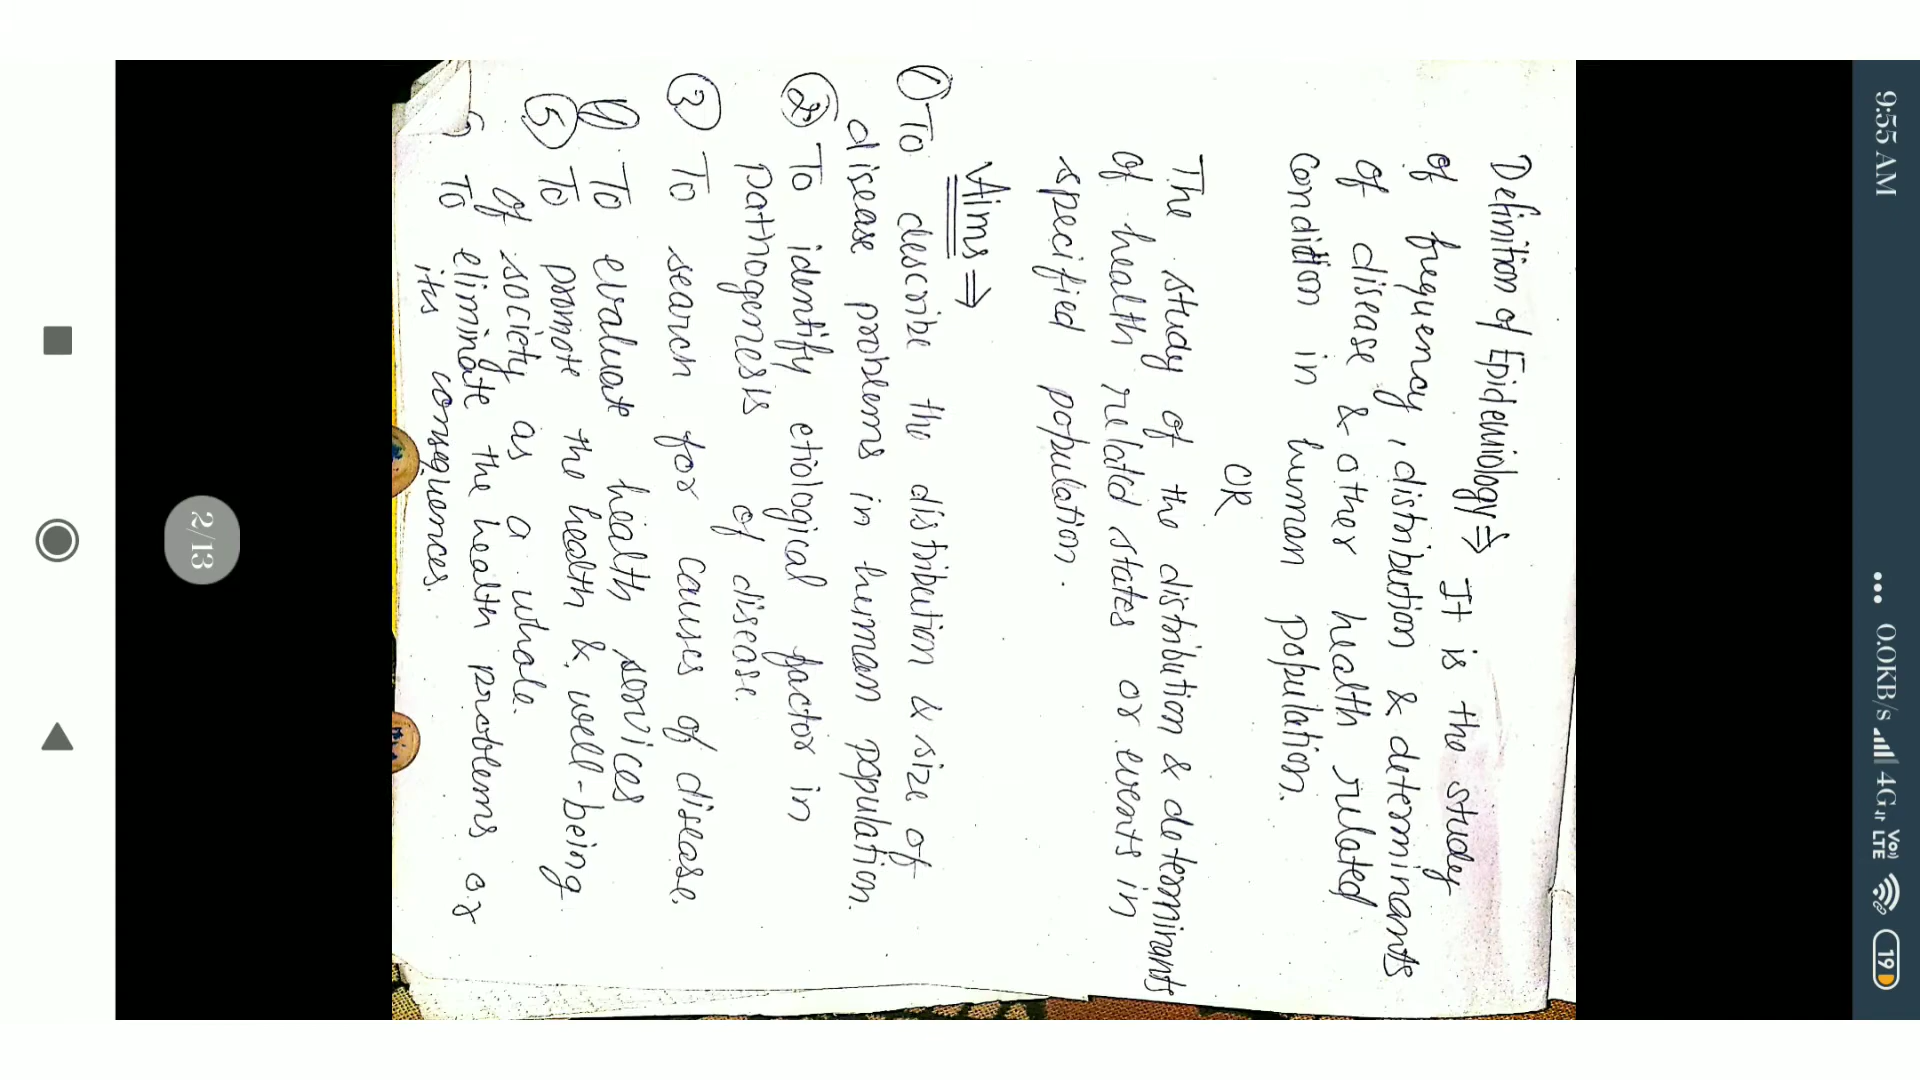 9:55 AM
... 0.0KB/s 4G Vo) LTE 19
Definition of Epidemiology ⇒ It is the study
of frequency, distribution & determinants
of disease & other health related
condition in human population.
OR
The study of the distribution & determinants
of health related states or events in
specified population.
Aims ⇒
① To describe the distribution & size of
disease problems in human population.
② To identify etiological factor in
pathogenesis of disease.
③ To search for causes of disease.
To evaluate health services
⑤ To promote the health & well-being
of society as a whole.
To eliminate the health problems or
its consequences.
2/13